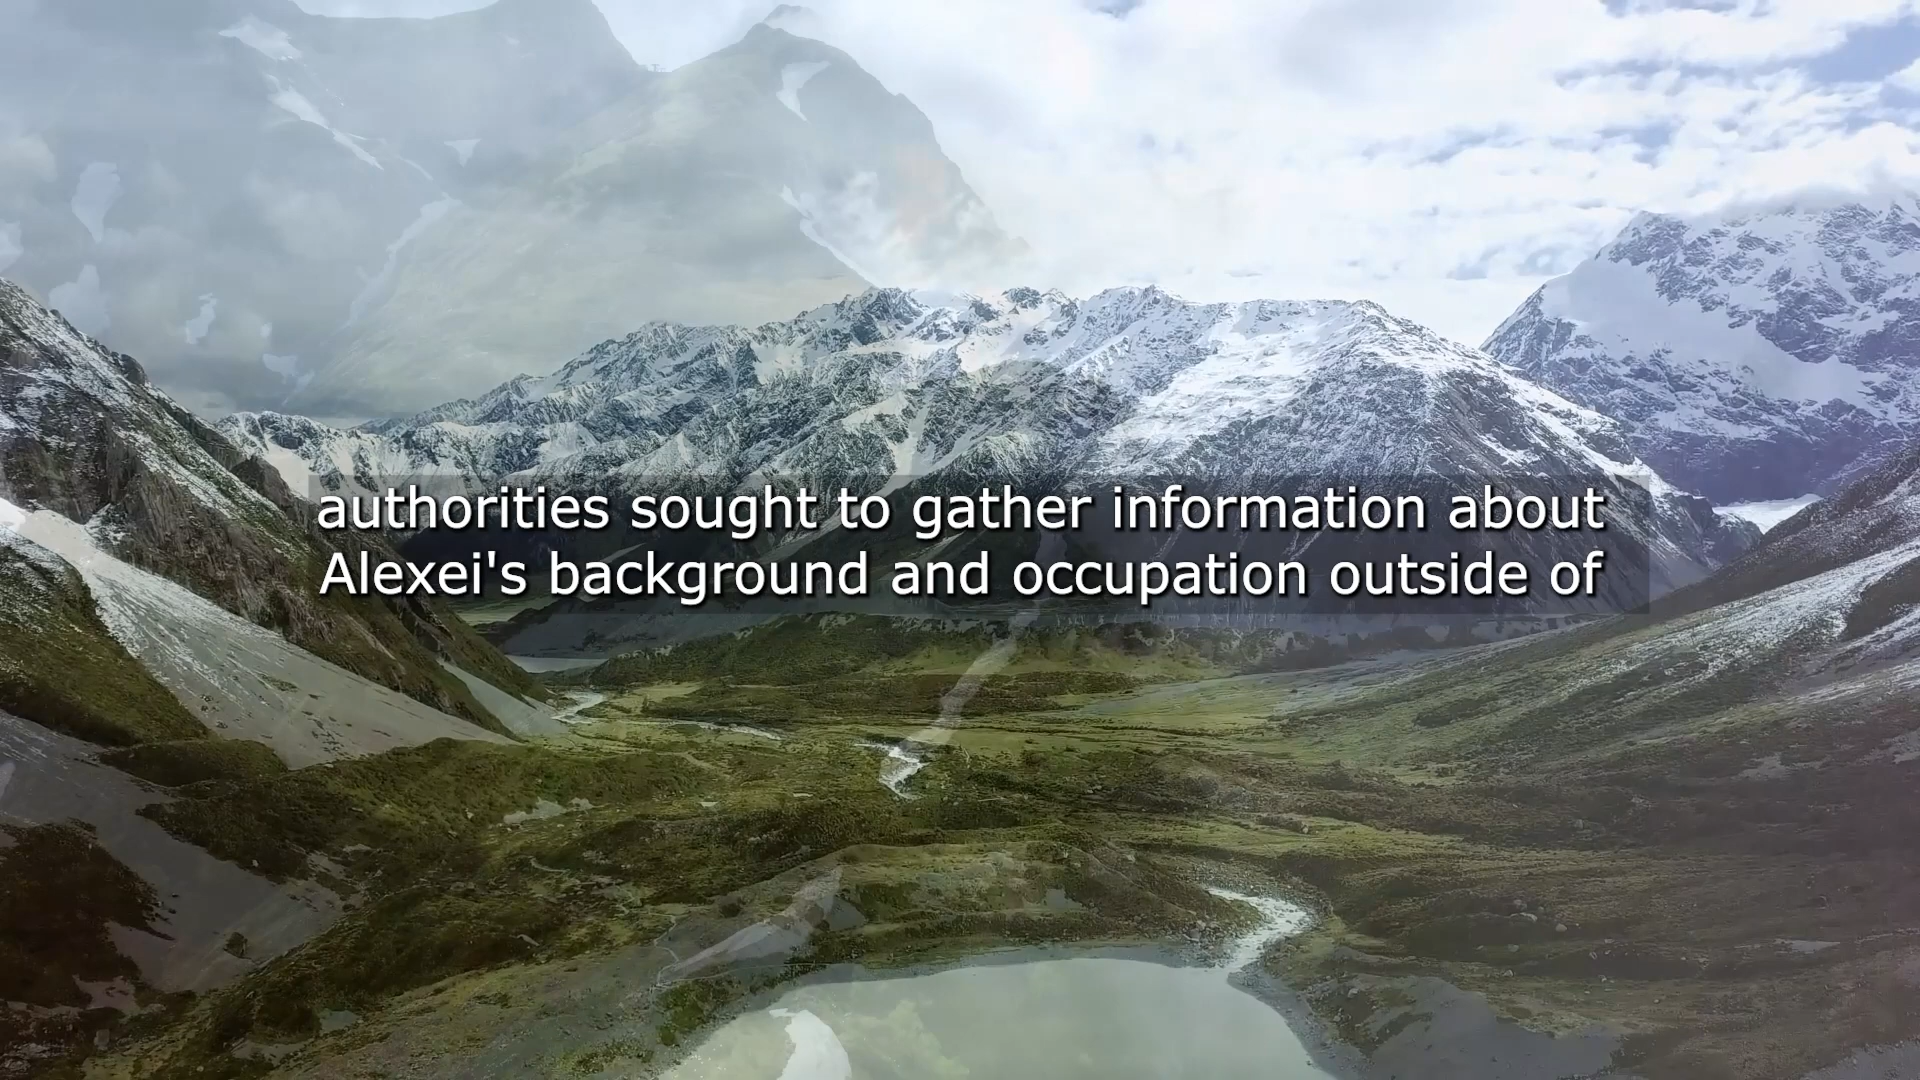 authorities sought to gather information about
Alexei's background and occupation outside of